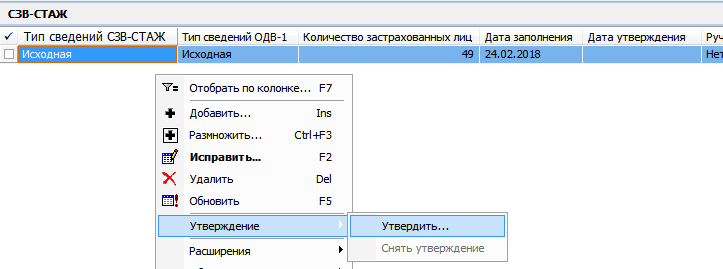 СЗВ-СТАЖ
✓ Тип сведений СЗВ-СТАЖ Тип сведений ОДВ-1 Количество застрахованных лиц Дата заполнения Дата утверждения Руч
Исходная Исходная 49 24.02.2018 Нет
Отобрать по колонке... F7
Добавить... Ins
Размножить... Ctrl+F3
Исправить... F2
Удалить Del
Обновить F5
Утверждение Утвердить...
Снять утверждение
Расширения